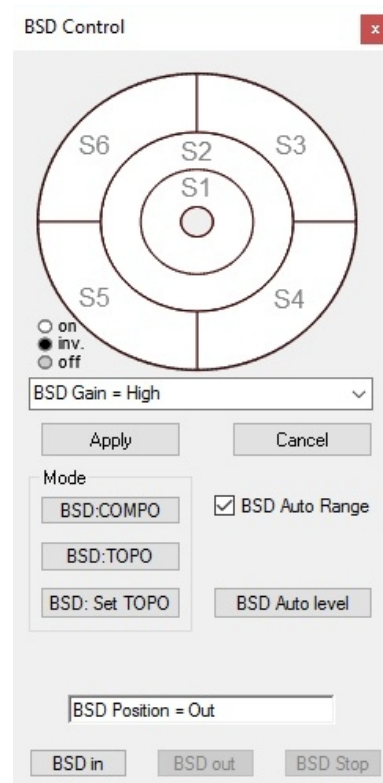 BSD Control
x
S6
S3
S2
S1
S5
S4
on
inv.
off
BSD Gain = High
Apply
Cancel
Mode
BSD:COMPO
BSD Auto Range
BSD:TOPO
BSD: Set TOPO
BSD Auto level
BSD Position = Out
BSD in
BSD out
BSD Stop